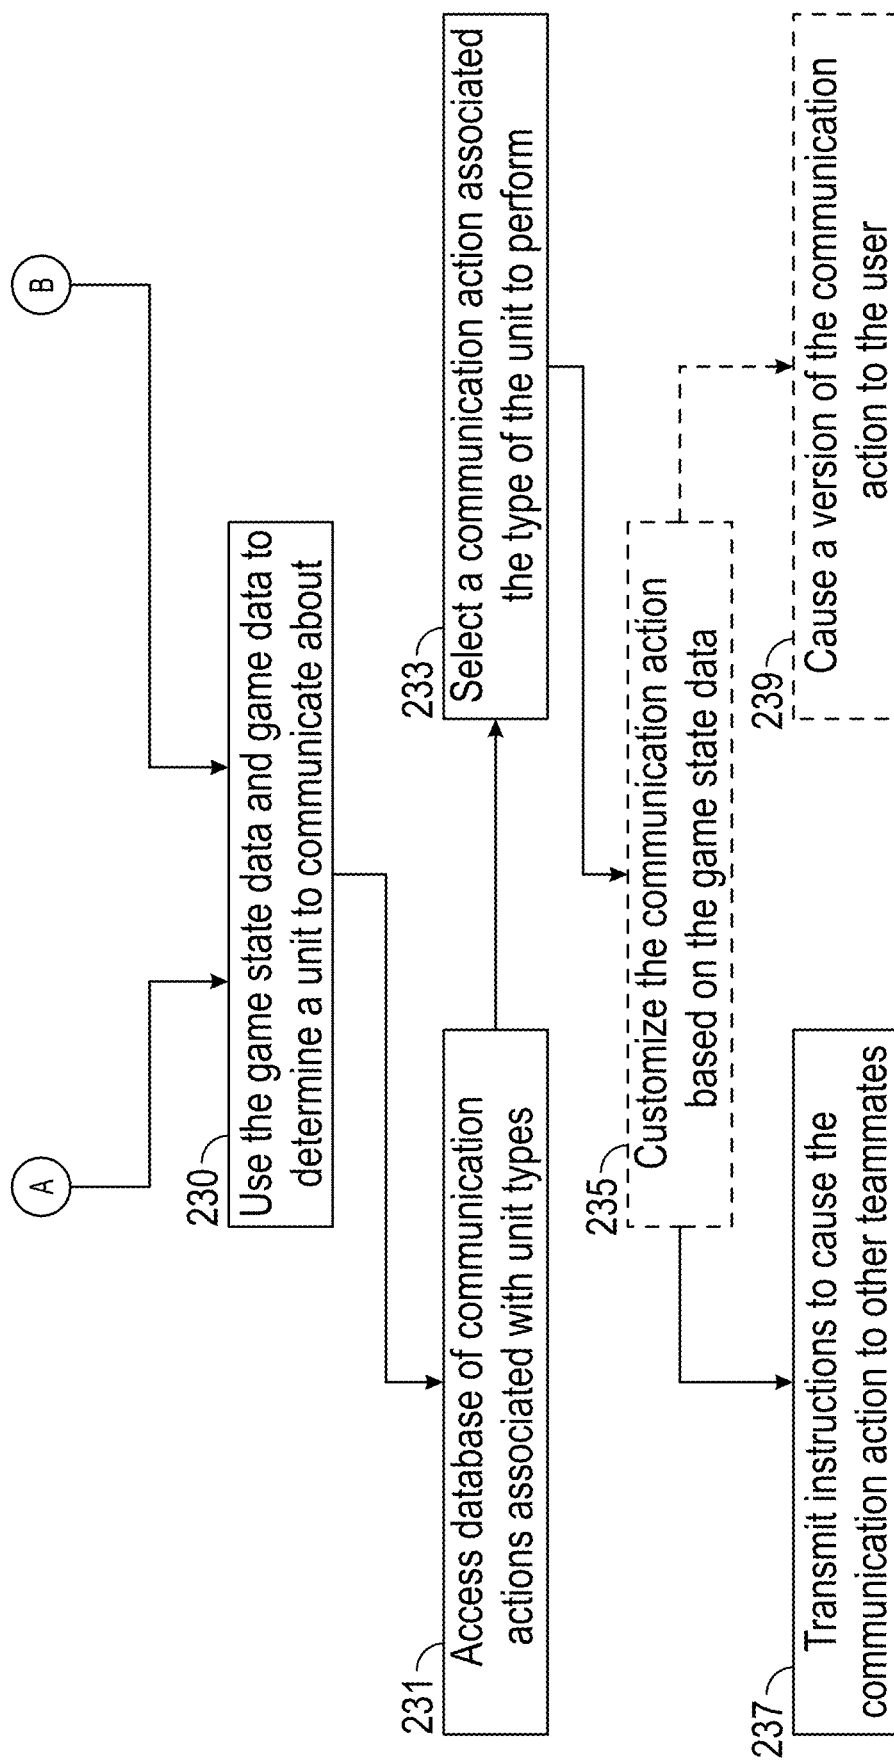 A
B
230
Use the game state data and game data to
determine a unit to communicate about
231
Access database of communication
actions associated with unit types
233
Select a communication action associated
the type of the unit to perform
235
Customize the communication action
based on the game state data
237
Transmit instructions to cause the
communication action to other teammates
239
Cause a version of the communication
action to the user